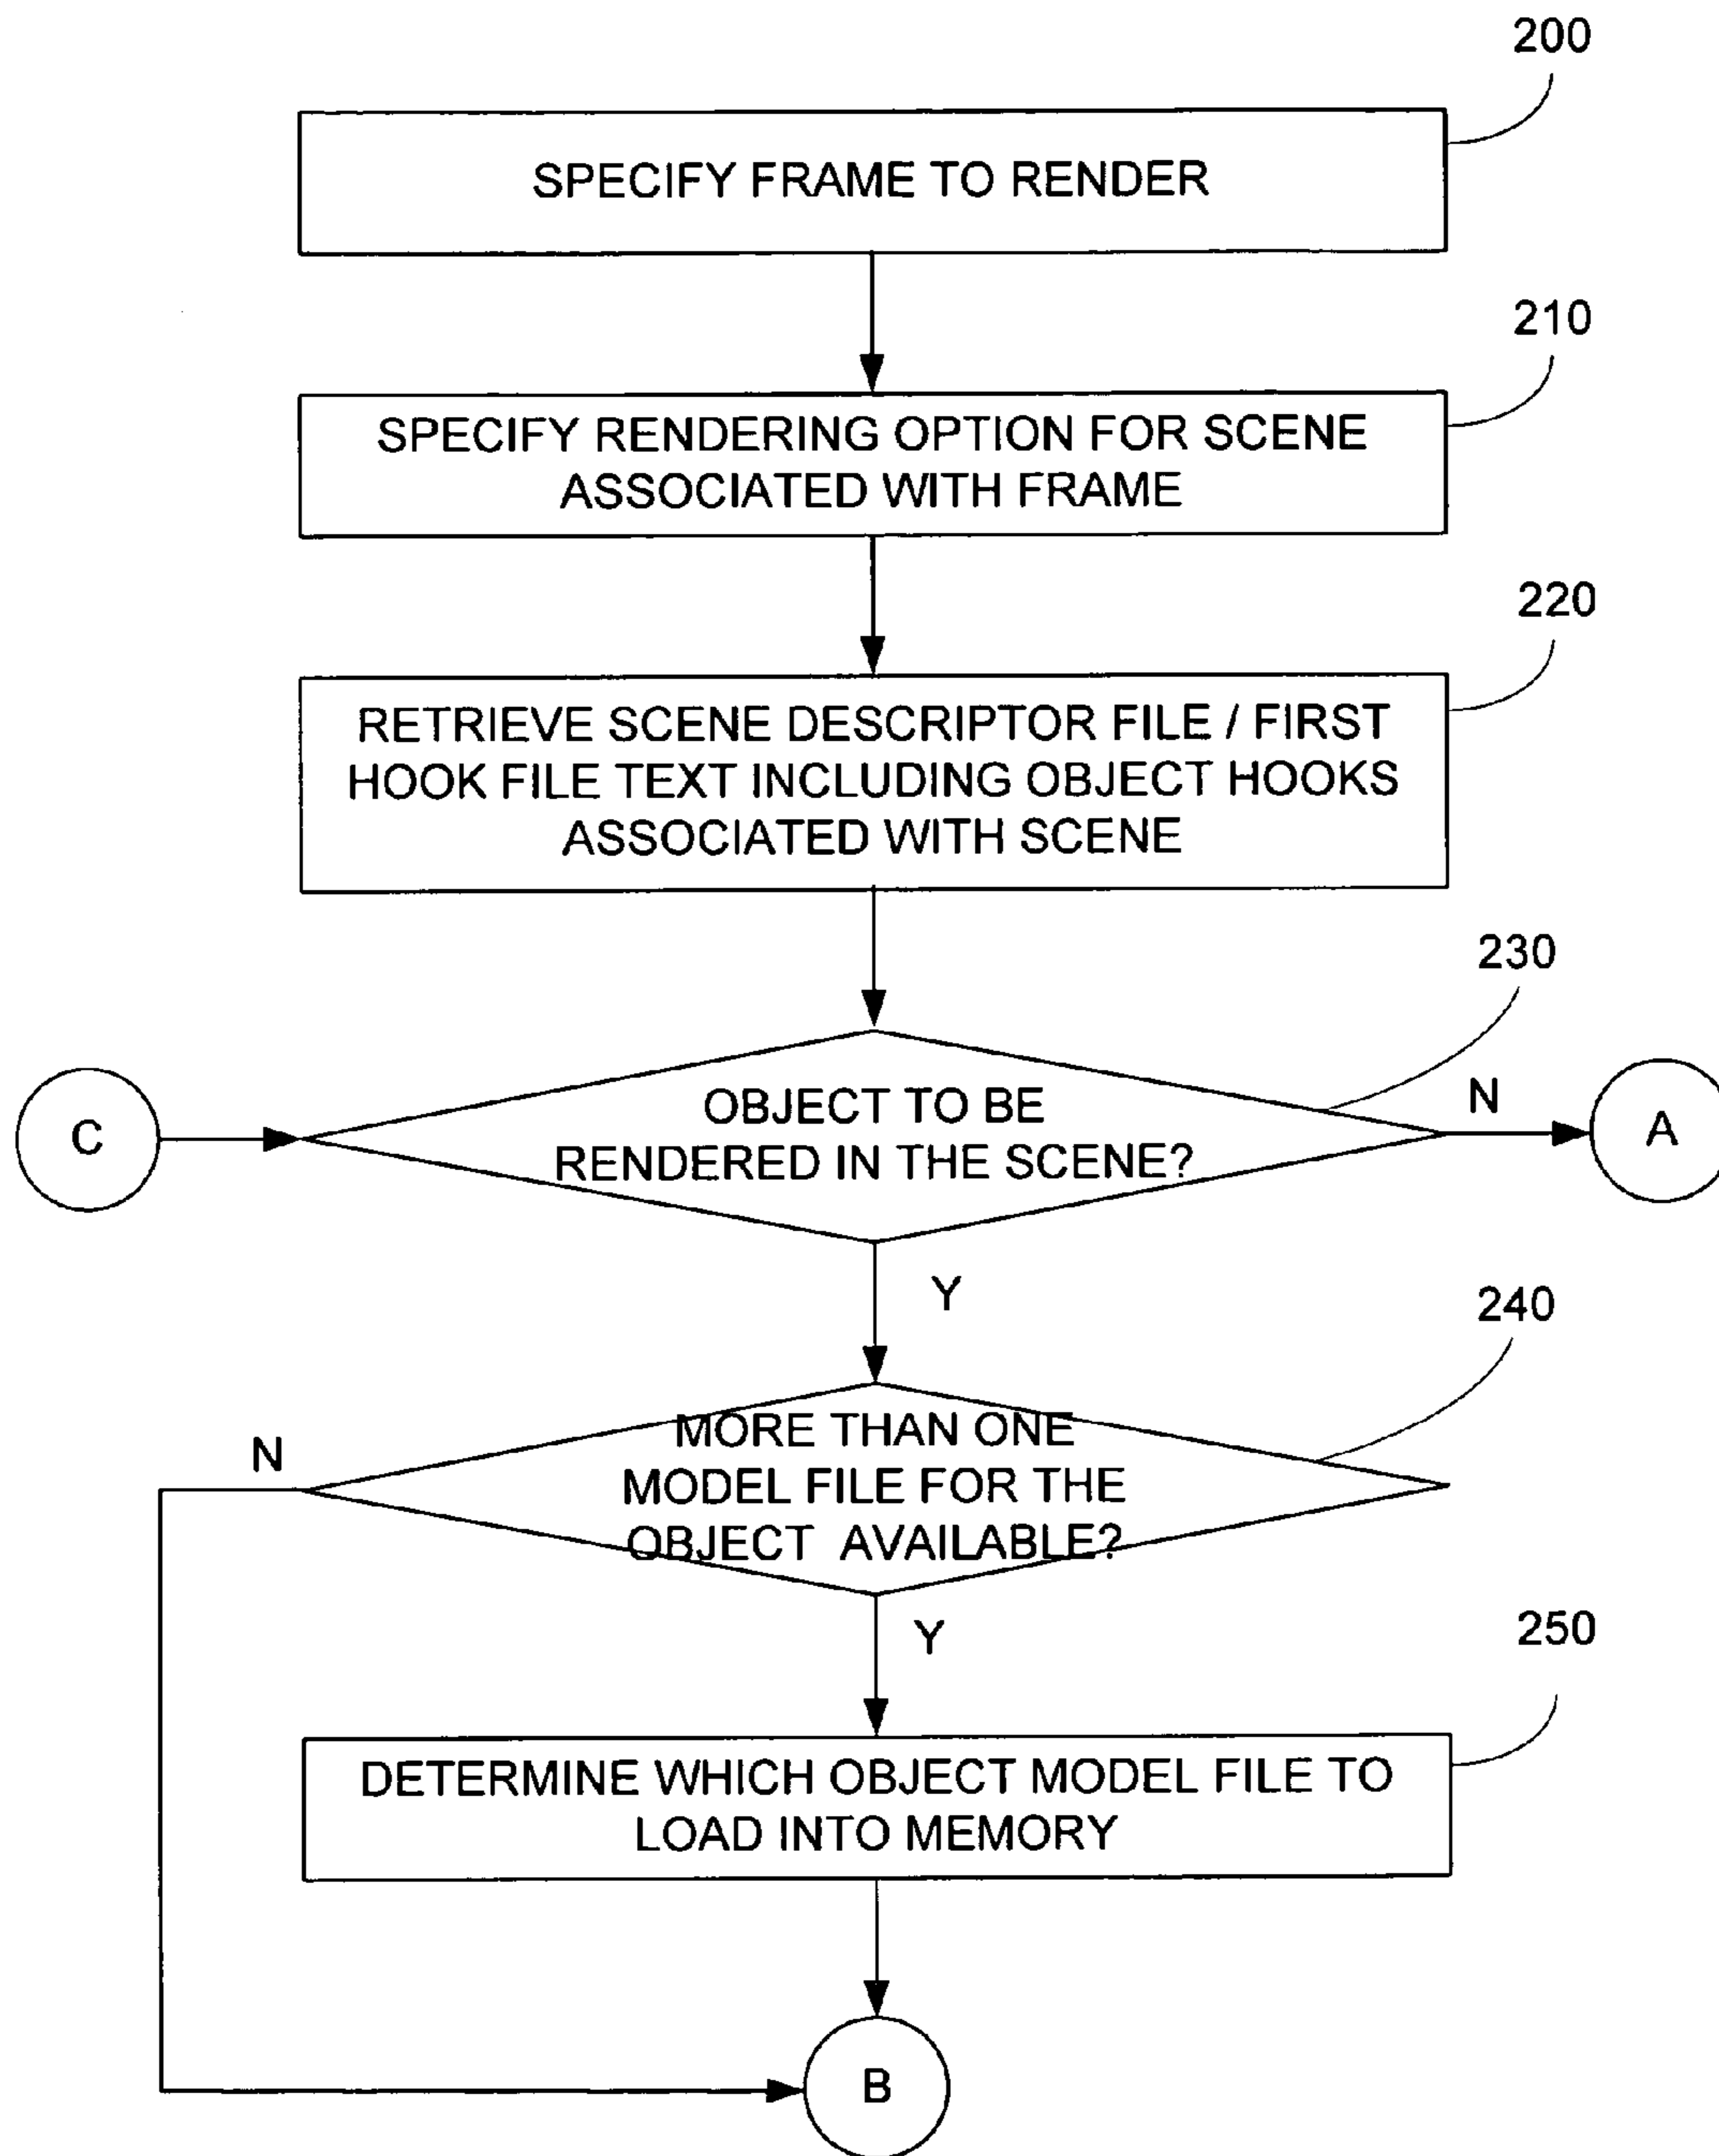 200
SPECIFY FRAME TO RENDER
210
SPECIFY RENDERING OPTION FOR SCENE
ASSOCIATED WITH FRAME
220
RETRIEVE SCENE DESCRIPTOR FILE / FIRST
HOOK FILE TEXT INCLUDING OBJECT HOOKS
ASSOCIATED WITH SCENE
230
C
OBJECT TO BE
RENDERED IN THE SCENE?
N
A
Y
240
N
MORE THAN ONE
MODEL FILE FOR THE
OBJECT AVAILABLE?
Y
250
DETERMINE WHICH OBJECT MODEL FILE TO
LOAD INTO MEMORY
B